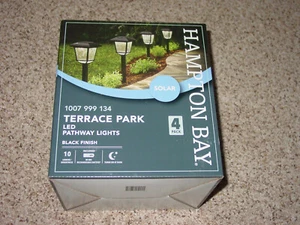 SOLAR
HAMPTON BAY
1007 999 134
TERRACE PARK
LED
PATHWAY LIGHTS
BLACK FINISH
4
PACK
10